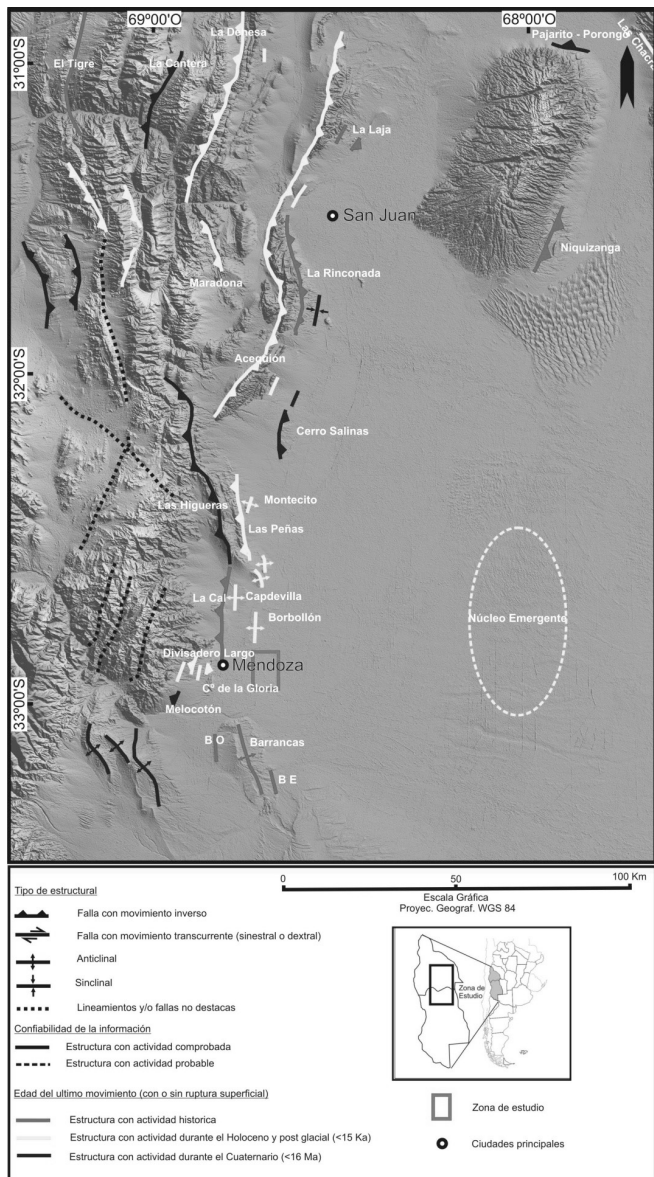 69º00'O
68º00'O
31º00'S
El Tigre
La Cantera
La Dehesa
Pajarito - Porongo
La Laja
San Juan
Niquizanga
La Rinconada
Maradona
Acequión
32º00'S
Cerro Salinas
Las Higueras
Montecito
Las Peñas
La Cal
Capdevilla
Borbollón
Núcleo Emergente
Divisadero Largo
Mendoza
Cº de la Gloria
Melocotón
33º00'S
B O
Barrancas
B E
Tipo de estructural
Falla con movimiento inverso
Falla con movimiento transcurrente (sinestral o dextral)
Anticlinal
Sinclinal
Lineamientos y/o fallas no destacas
Confiabilidad de la información
Estructura con actividad comprobada
Estructura con actividad probable
Edad del ultimo movimiento (con o sin ruptura superficial)
Estructura con actividad historica
Estructura con actividad durante el Holoceno y post glacial (<15 Ka)
Estructura con actividad durante el Cuaternario (<16 Ma)
0
50
100 Km
Escala Gráfica
Proyec. Geograf. WGS 84
Zona de
Estudio
Zona de estudio
Ciudades principales